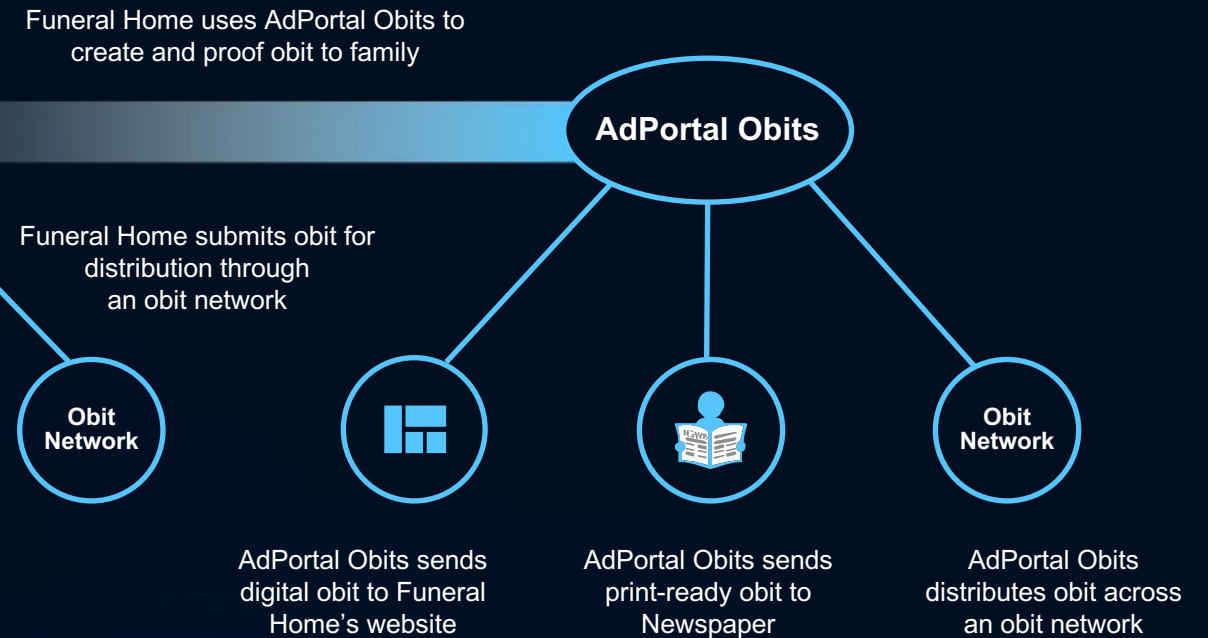 Funeral Home uses AdPortal Obits to
create and proof obit to family
AdPortal Obits
Funeral Home submits obit for
distribution through
an obit network
Obit
Network
NEWS
Obit
Network
AdPortal Obits sends
digital obit to Funeral
Home’s website
AdPortal Obits sends
print-ready obit to
Newspaper
AdPortal Obits
distributes obit across
an obit network